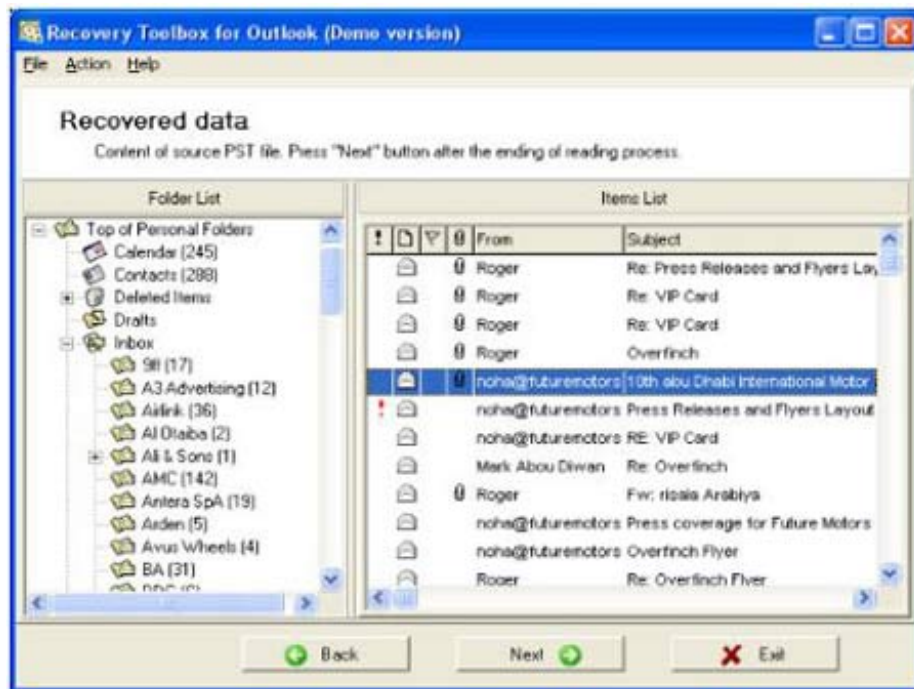 Recovery Toolbox for Outlook (Demo version)
File Action Help
Recovered data
Content of source PST file. Press "Next" button after the ending of reading process.
Folder List
Items List
Top of Personal Folders
Calendar (245)
Contacts (288)
Deleted Items
Drafts
Inbox
9ff (17)
A3 Advertising (12)
Airlink (36)
Al Otaiba (2)
Ali & Sons (1)
AMC (142)
Antera SpA (19)
Arden (5)
Avus Wheels (4)
BA (31)
From Subject
Roger Re: Press Releases and Flyers Lay
Roger Re: VIP Card
Roger Re: VIP Card
Roger Overfinch
noha@futuremotors 10th abu Dhabi International Motor
noha@futuremotors Press Releases and Flyers Layout
noha@futuremotors RE: VIP Card
Mark Abou Diwan Re: Overfinch
Roger Fw: risala Arabiya
noha@futuremotors Press coverage for Future Motors
noha@futuremotors Overfinch Flyer
Roger Re: Overfinch Flyer
Back Next Exit